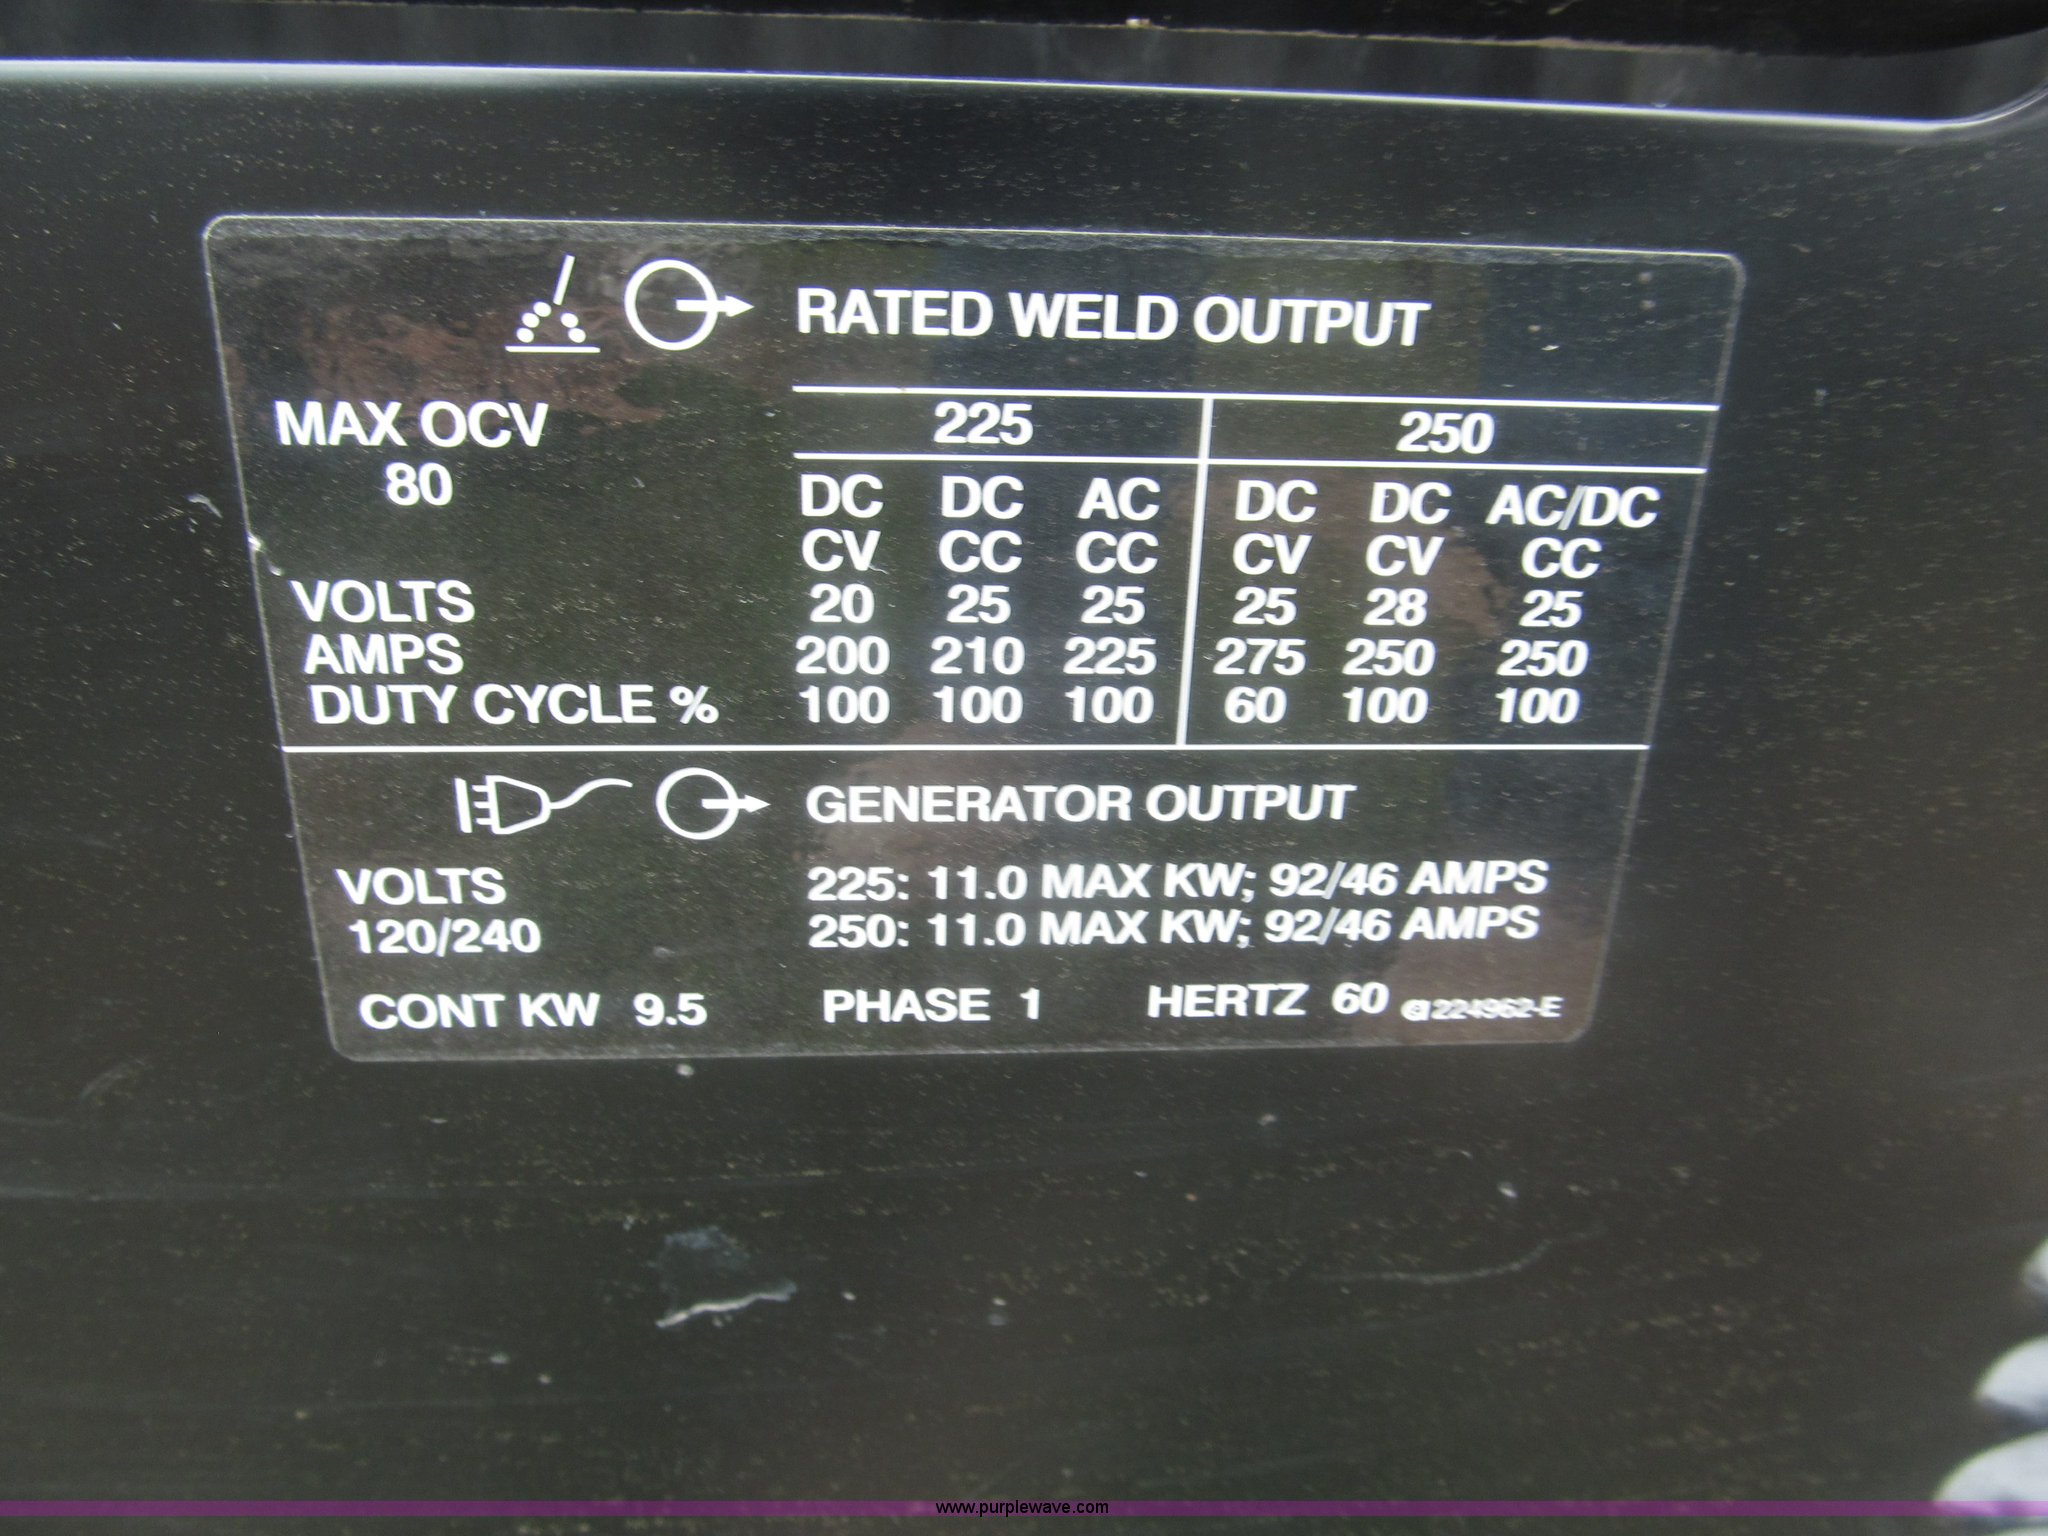 RATED WELD OUTPUT
MAX OCV 225 250
80 DC DC AC DC DC AC/DC
CV CC CC CV CV CC
VOLTS 20 25 25 25 28 25
AMPS 200 210 225 275 250 250
DUTY CYCLE % 100 100 100 60 100 100
GENERATOR OUTPUT
VOLTS 225: 11.0 MAX KW; 92/46 AMPS
120/240 250: 11.0 MAX KW; 92/46 AMPS
CONT KW 9.5 PHASE 1 HERTZ 60 224962-E
www.purplewave.com